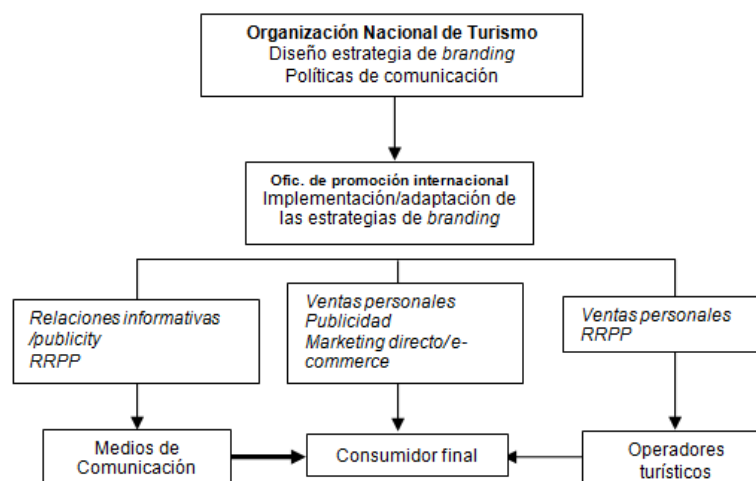 Organización Nacional de Turismo
Diseño estrategia de branding
Políticas de comunicación
Ofic. de promoción internacional
Implementación/adaptación de
las estrategias de branding
Relaciones informativas
/publicity
RRPP
Ventas personales
Publicidad
Marketing directo/e-
commerce
Ventas personales
RRPP
Medios de
Comunicación
Consumidor final
Operadores
turísticos